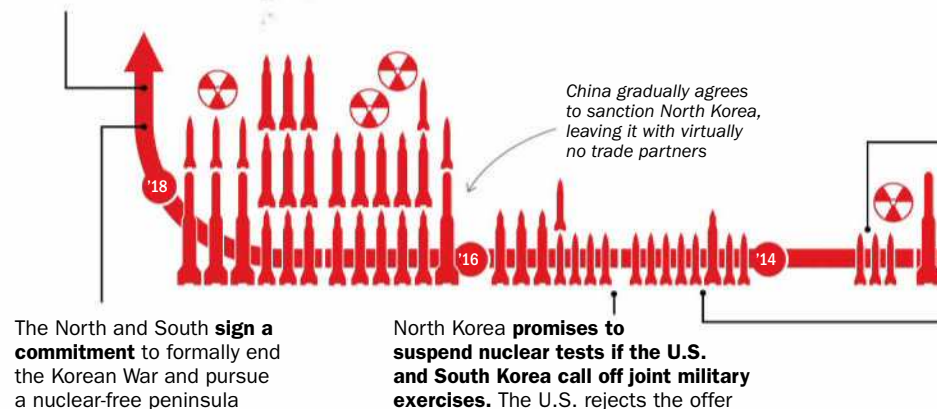 China gradually agrees
to sanction North Korea,
leaving it with virtually
no trade partners
'18
'16
'14
The North and South sign a
commitment to formally end
the Korean War and pursue
a nuclear-free peninsula
North Korea promises to
suspend nuclear tests if the U.S.
and South Korea call off joint military
exercises. The U.S. rejects the offer